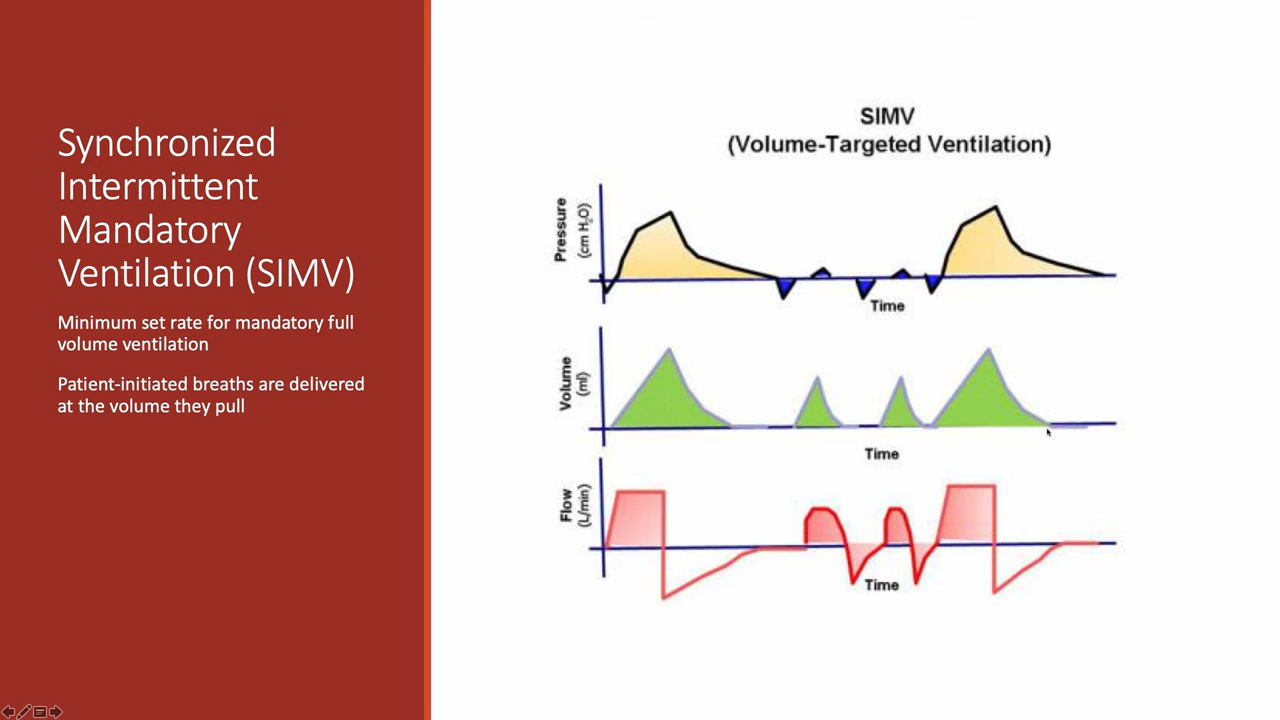 Synchronized
Intermittent
Mandatory
Ventilation (SIMV)
Minimum set rate for mandatory full
volume ventilation
Patient-initiated breaths are delivered
at the volume they pull
SIMV
(Volume-Targeted Ventilation)
Pressure
(cm H₂O)
Time
Volume
(ml)
Time
Flow
(L/min)
Time